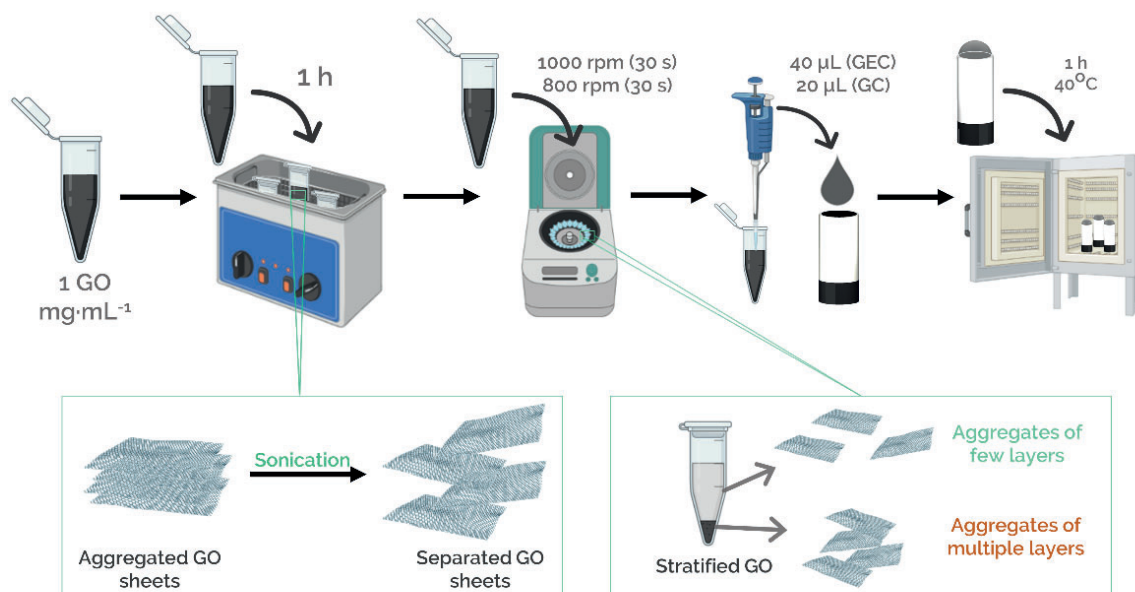 1 GO
mg·mL⁻¹
1 h
1000 rpm (30 s)
800 rpm (30 s)
40 µL (GEC)
20 µL (GC)
1 h
40ºC
Sonication
Aggregated GO
sheets
Separated GO
sheets
Stratified GO
Aggregates of
few layers
Aggregates of
multiple layers